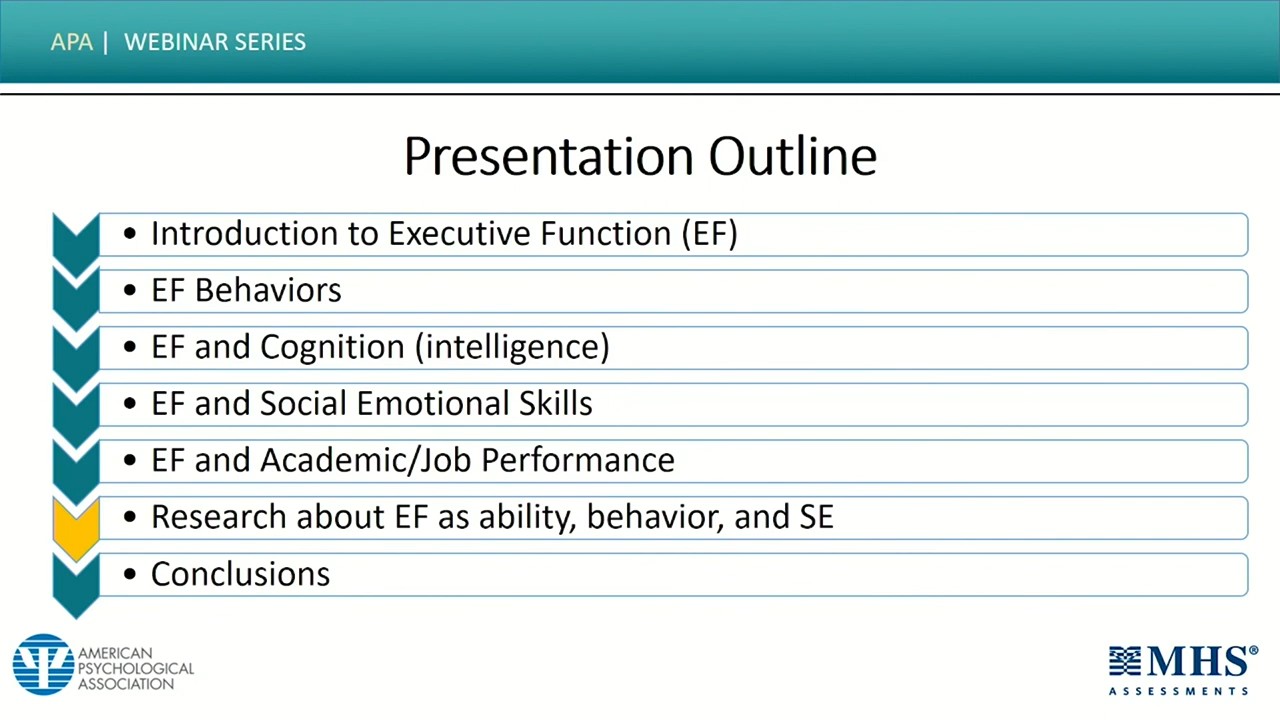 APA | WEBINAR SERIES
Presentation Outline
• Introduction to Executive Function (EF)
• EF Behaviors
• EF and Cognition (intelligence)
• EF and Social Emotional Skills
• EF and Academic/Job Performance
• Research about EF as ability, behavior, and SE
• Conclusions
AMERICAN
PSYCHOLOGICAL
ASSOCIATION
MHS®
ASSESSMENTS